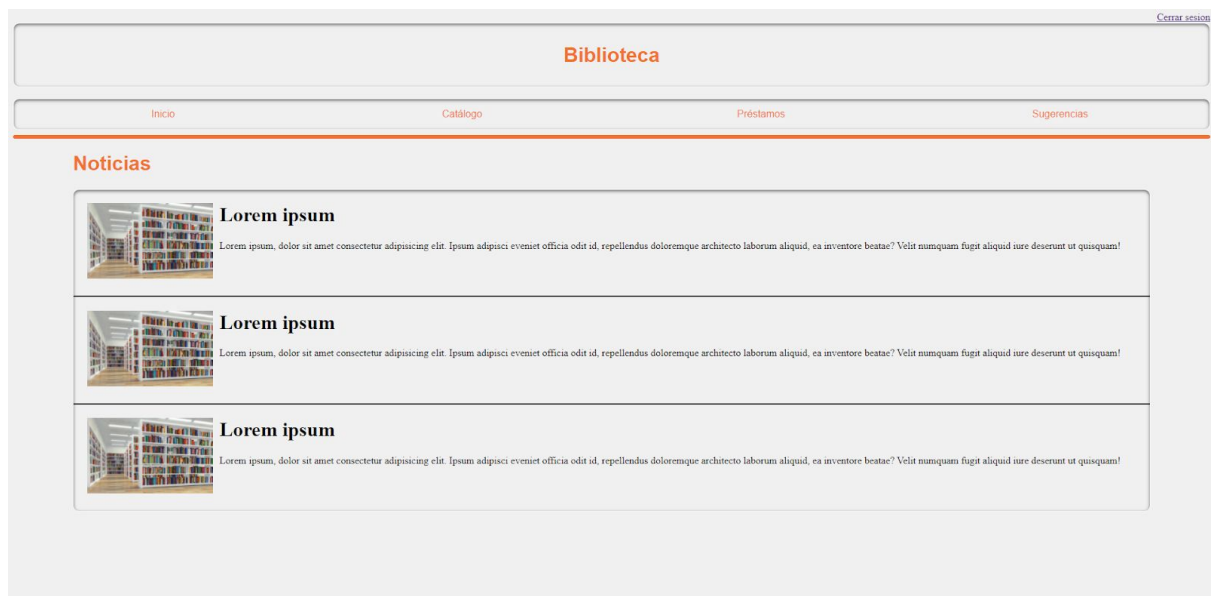 Cerrar sesion
Biblioteca
Inicio Catálogo Préstamos Sugerencias
Noticias
Lorem ipsum
Lorem ipsum, dolor sit amet consectetur adipisicing elit. Ipsum adipisci eveniet officia odit id, repellendus doloremque architecto laborum aliquid, ea inventore beatae? Velit numquam fugit aliquid iure deserunt ut quisquam!
Lorem ipsum
Lorem ipsum, dolor sit amet consectetur adipisicing elit. Ipsum adipisci eveniet officia odit id, repellendus doloremque architecto laborum aliquid, ea inventore beatae? Velit numquam fugit aliquid iure deserunt ut quisquam!
Lorem ipsum
Lorem ipsum, dolor sit amet consectetur adipisicing elit. Ipsum adipisci eveniet officia odit id, repellendus doloremque architecto laborum aliquid, ea inventore beatae? Velit numquam fugit aliquid iure deserunt ut quisquam!